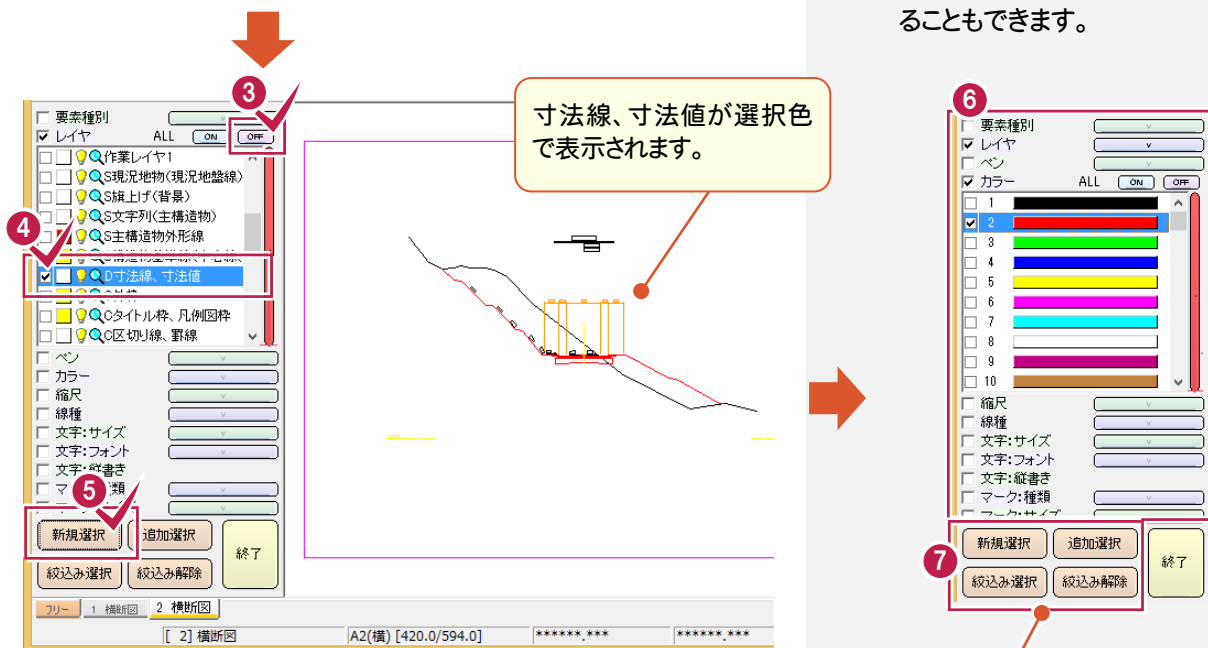 ることもできます。
3
要素種別
レイヤ ALL ON OFF
作業レイヤ1
S現況地物(現況地盤線)
S旗上げ(背景)
S文字列(主構造物)
4
S主構造物外形線
D寸法線、寸法値
Cタイトル枠、凡例図枠
C区切り線、罫線
ペン
カラー
縮尺
線種
文字:サイズ
文字:フォント
文字:縦書き
5
新規選択 追加選択
絞込み選択 絞込み解除
終了
フリー 1 横断図 2 横断図
[ 2] 横断図 A2(横) [420.0/594.0] ******.*** ******.***
寸法線、寸法値が選択色
で表示されます。
6
要素種別
レイヤ
ペン
カラー ALL ON OFF
1
2
3
4
5
6
7
8
9
10
縮尺
線種
文字:サイズ
文字:フォント
文字:縦書き
マーク:種類
マーク:サイズ
7
新規選択 追加選択
絞込み選択 絞込み解除
終了